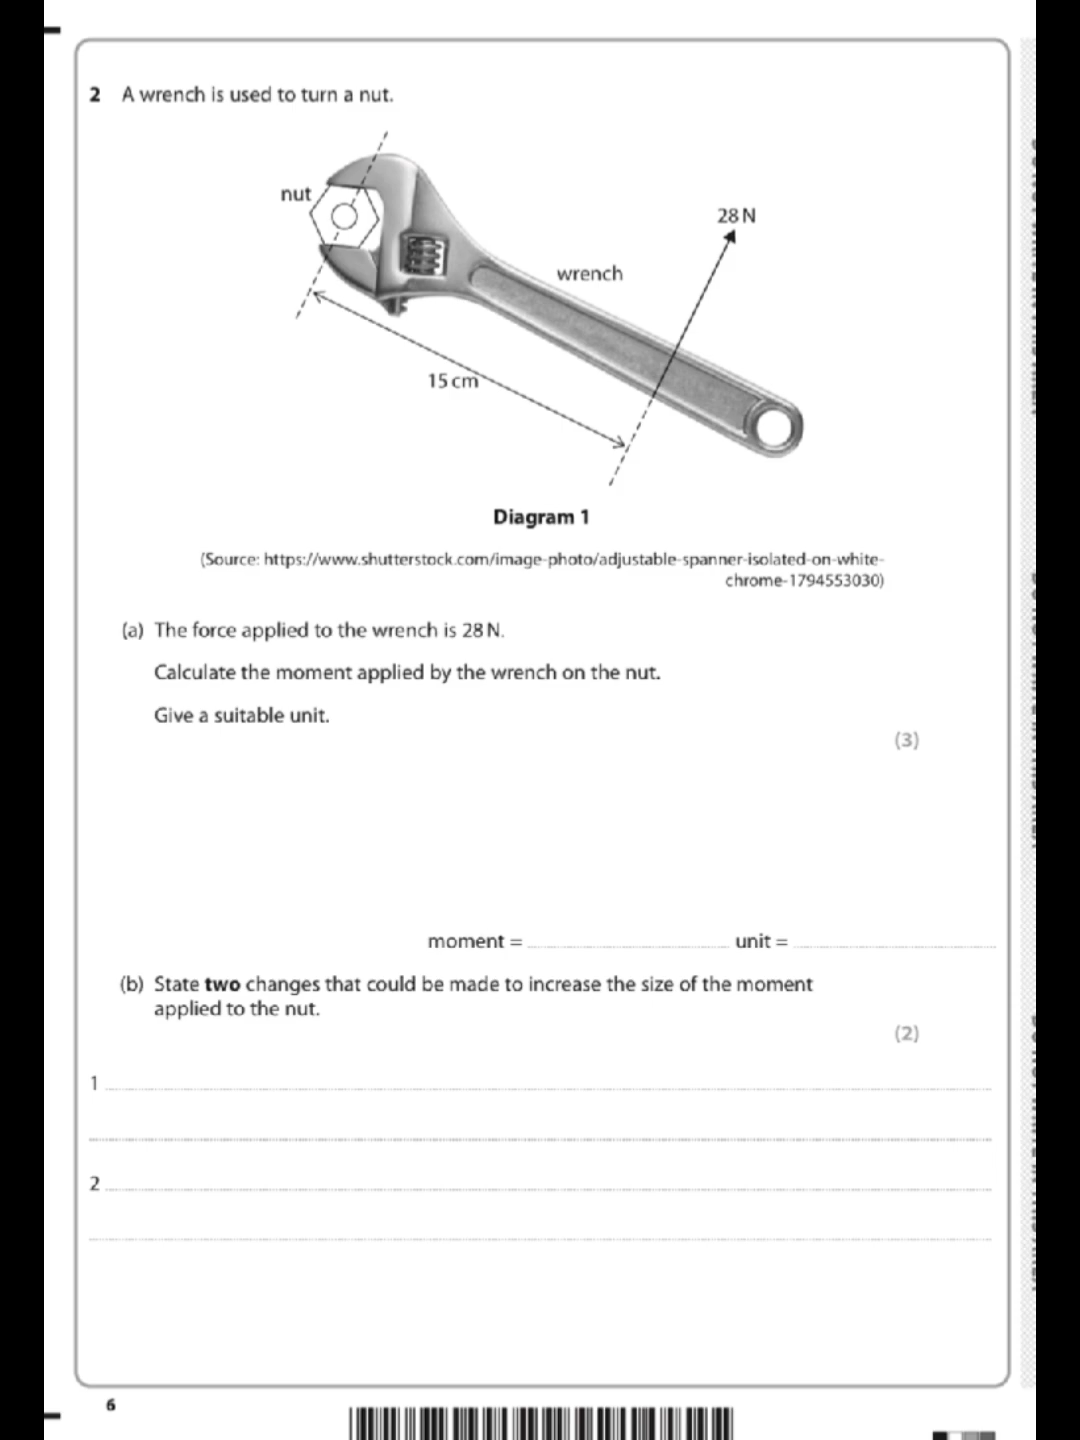 2 A wrench is used to turn a nut.
nut
28 N
wrench
15 cm
Diagram 1
(Source: https://www.shutterstock.com/image-photo/adjustable-spanner-isolated-on-white-
chrome-1794553030)
(a) The force applied to the wrench is 28 N.
Calculate the moment applied by the wrench on the nut.
Give a suitable unit.
(3)
moment = unit =
(b) State two changes that could be made to increase the size of the moment
applied to the nut.
(2)
1
2
6